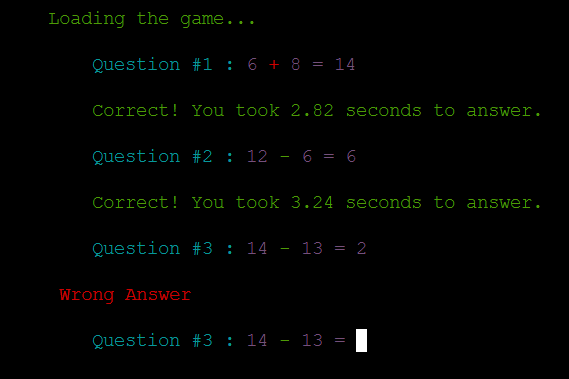 Loading the game...
Question #1 : 6 + 8 = 14
Correct! You took 2.82 seconds to answer.
Question #2 : 12 - 6 = 6
Correct! You took 3.24 seconds to answer.
Question #3 : 14 - 13 = 2
Wrong Answer
Question #3 : 14 - 13 =